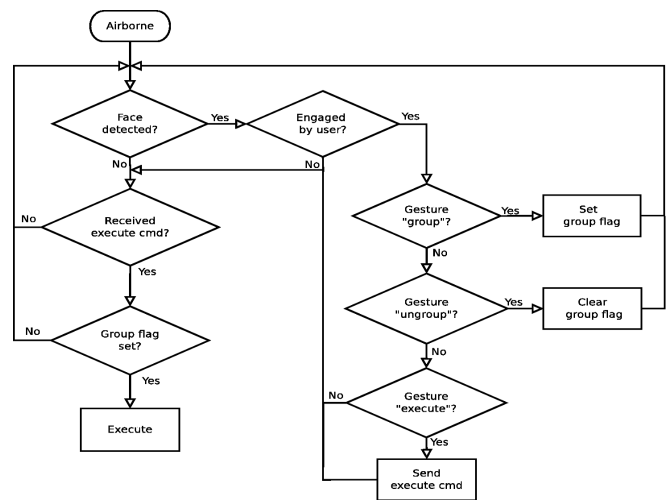 Airborne
Face
detected?
Yes
Engaged
by user?
Yes
No
No
Received
execute cmd?
No
Yes
Gesture
"group"?
Yes
Set
group flag
No
Gesture
"ungroup"?
Yes
Clear
group flag
No
Group flag
set?
No
Yes
Gesture
"execute"?
No
Yes
Execute
Send
execute cmd